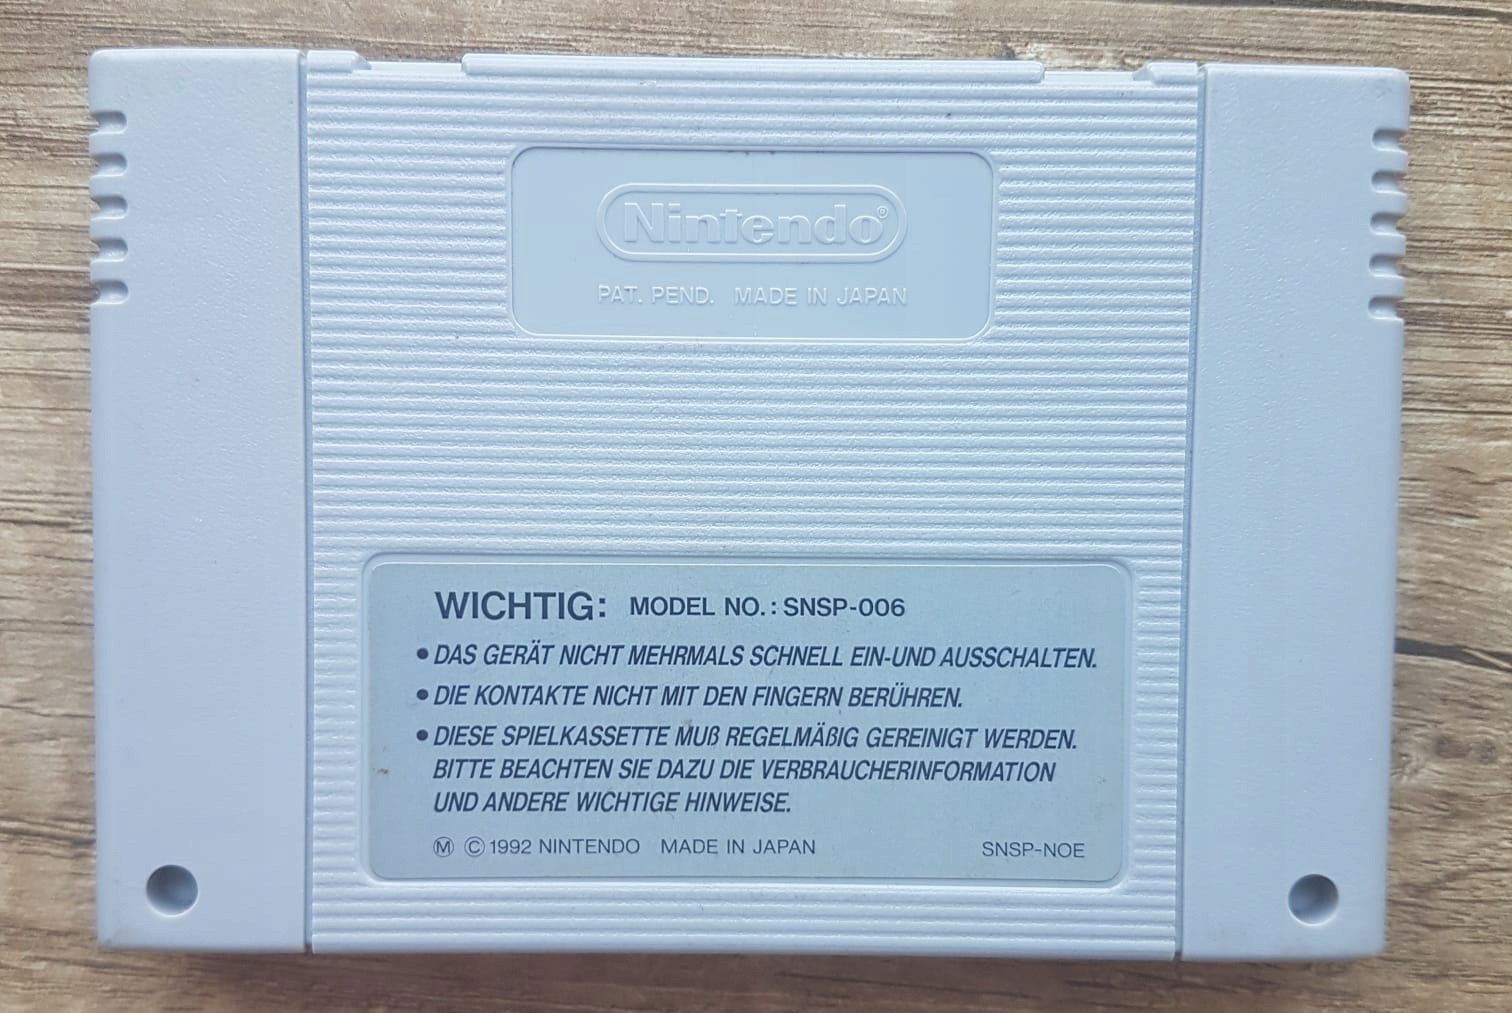 Nintendo®
PAT. PEND. MADE IN JAPAN
WICHTIG: MODEL NO.: SNSP-006
• DAS GERÄT NICHT MEHRMALS SCHNELL EIN-UND AUSSCHALTEN.
• DIE KONTAKTE NICHT MIT DEN FINGERN BERÜHREN.
• DIESE SPIELKASSETTE MUß REGELMÄßIG GEREINIGT WERDEN.
BITTE BEACHTEN SIE DAZU DIE VERBRAUCHERINFORMATION
UND ANDERE WICHTIGE HINWEISE.
Ⓜ © 1992 NINTENDO MADE IN JAPAN SNSP-NOE